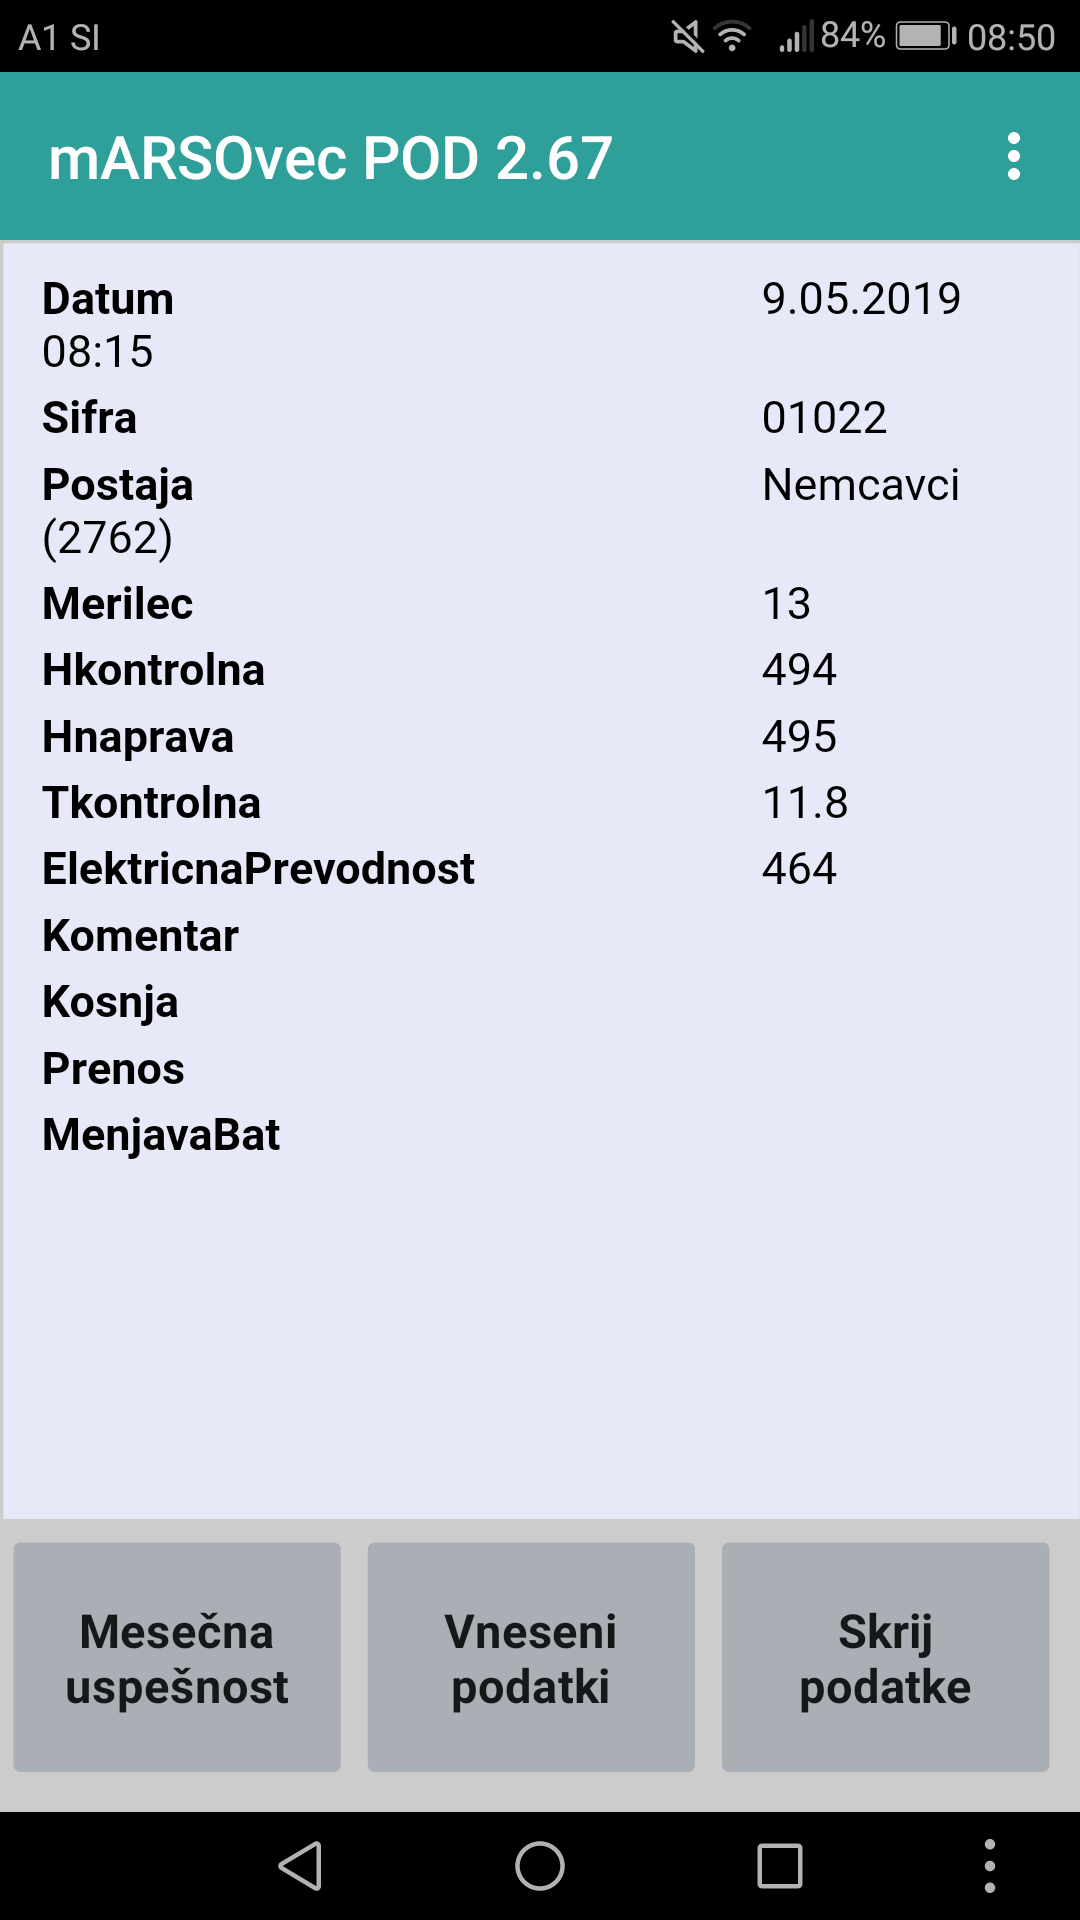 A1 SI 84% 08:50
mARSOvec POD 2.67
Datum 9.05.2019
08:15
Sifra 01022
Postaja Nemcavci
(2762)
Merilec 13
Hkontrolna 494
Hnaprava 495
Tkontrolna 11.8
ElektricnaPrevodnost 464
Komentar
Kosnja
Prenos
MenjavaBat
Mesečna
uspešnost
Vneseni
podatki
Skrij
podatke